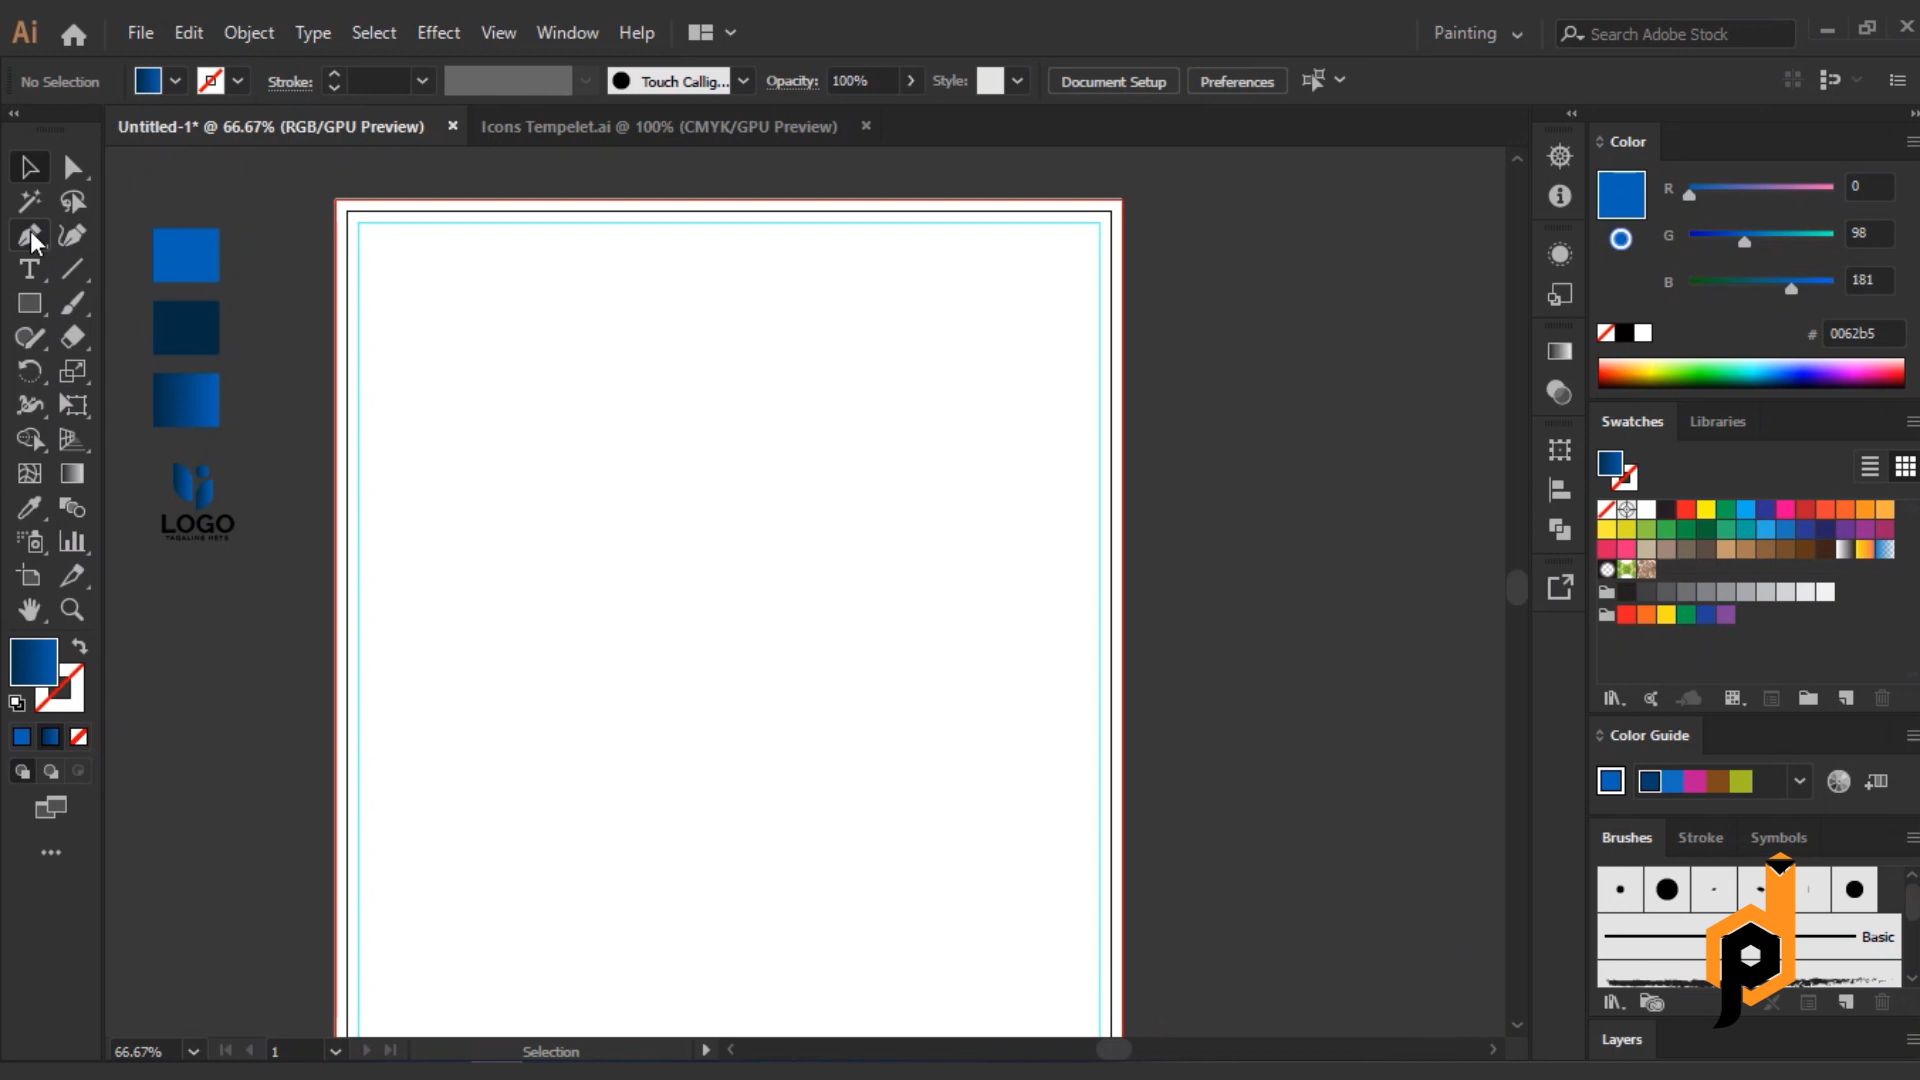 Ai File Edit Object Type Select Effect View Window Help Painting Search Adobe Stock
No Selection Stroke: Touch Callig... Opacity: 100% Style: Document Setup Preferences
Untitled-1* @ 66.67% (RGB/GPU Preview) Icons Tempelet.ai @ 100% (CMYK/GPU Preview)
Color
R 0
G 98
B 181
# 0062b5
Swatches Libraries
LOGO
TAGALINE HETS
Color Guide
Brushes Stroke Symbols
Basic
66.67% 1 Selection
Layers